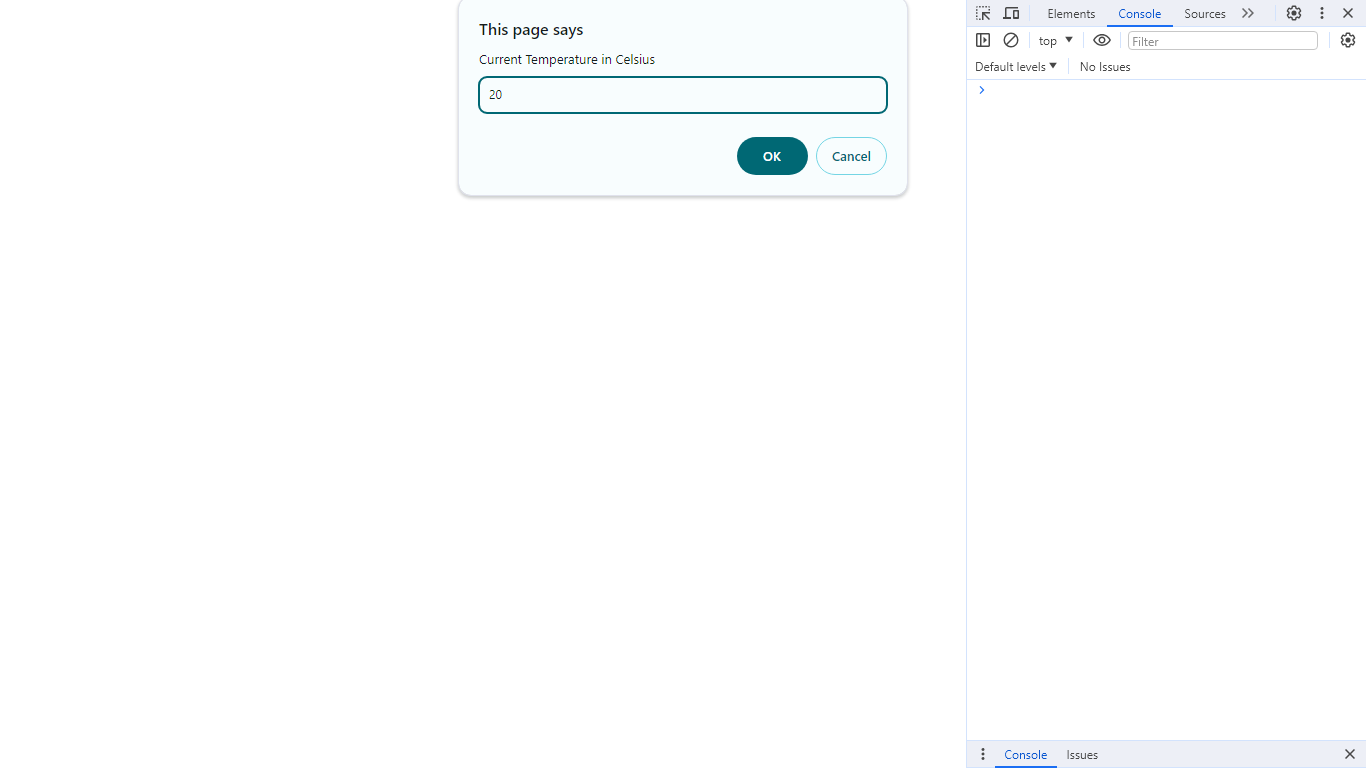 This page says
Current Temperature in Celsius
20
OK Cancel
Elements Console Sources
top Filter
Default levels No Issues
Console Issues